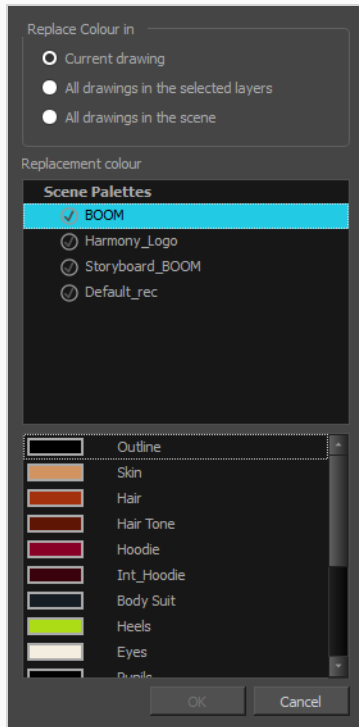 Replace Colour in
Current drawing
All drawings in the selected layers
All drawings in the scene
Replacement colour
Scene Palettes
BOOM
Harmony_Logo
Storyboard_BOOM
Default_rec
Outline
Skin
Hair
Hair Tone
Hoodie
Int_Hoodie
Body Suit
Heels
Eyes
Pupils
OK
Cancel